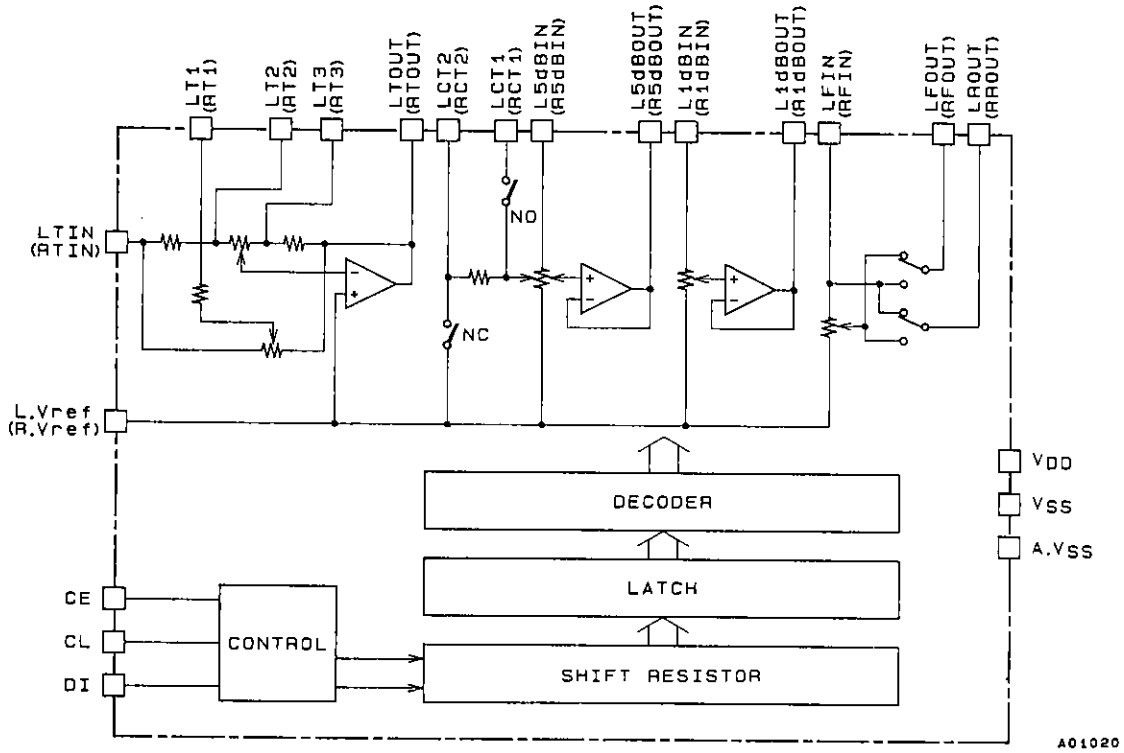 LT1
(RT1)
LT2
(RT2)
LT3
(RT3)
LTOUT
(RTOUT)
LCT2
(RCT2)
LCT1
(RCT1)
L5dBIN
(R5dBIN)
L5dBOUT
(R5dBOUT)
L1dBIN
(R1dBIN)
L1dBOUT
(R1dBOUT)
LFIN
(RFIN)
LFOUT
(RFOUT)
LROUT
(RROUT)
NO
LTIN
(RTIN)
-
+
+
-
+
-
NC
L.Vref
(R.Vref)
VDD
DECODER
VSS
A.VSS
LATCH
CE
CL
CONTROL
DI
SHIFT RESISTOR
A01020